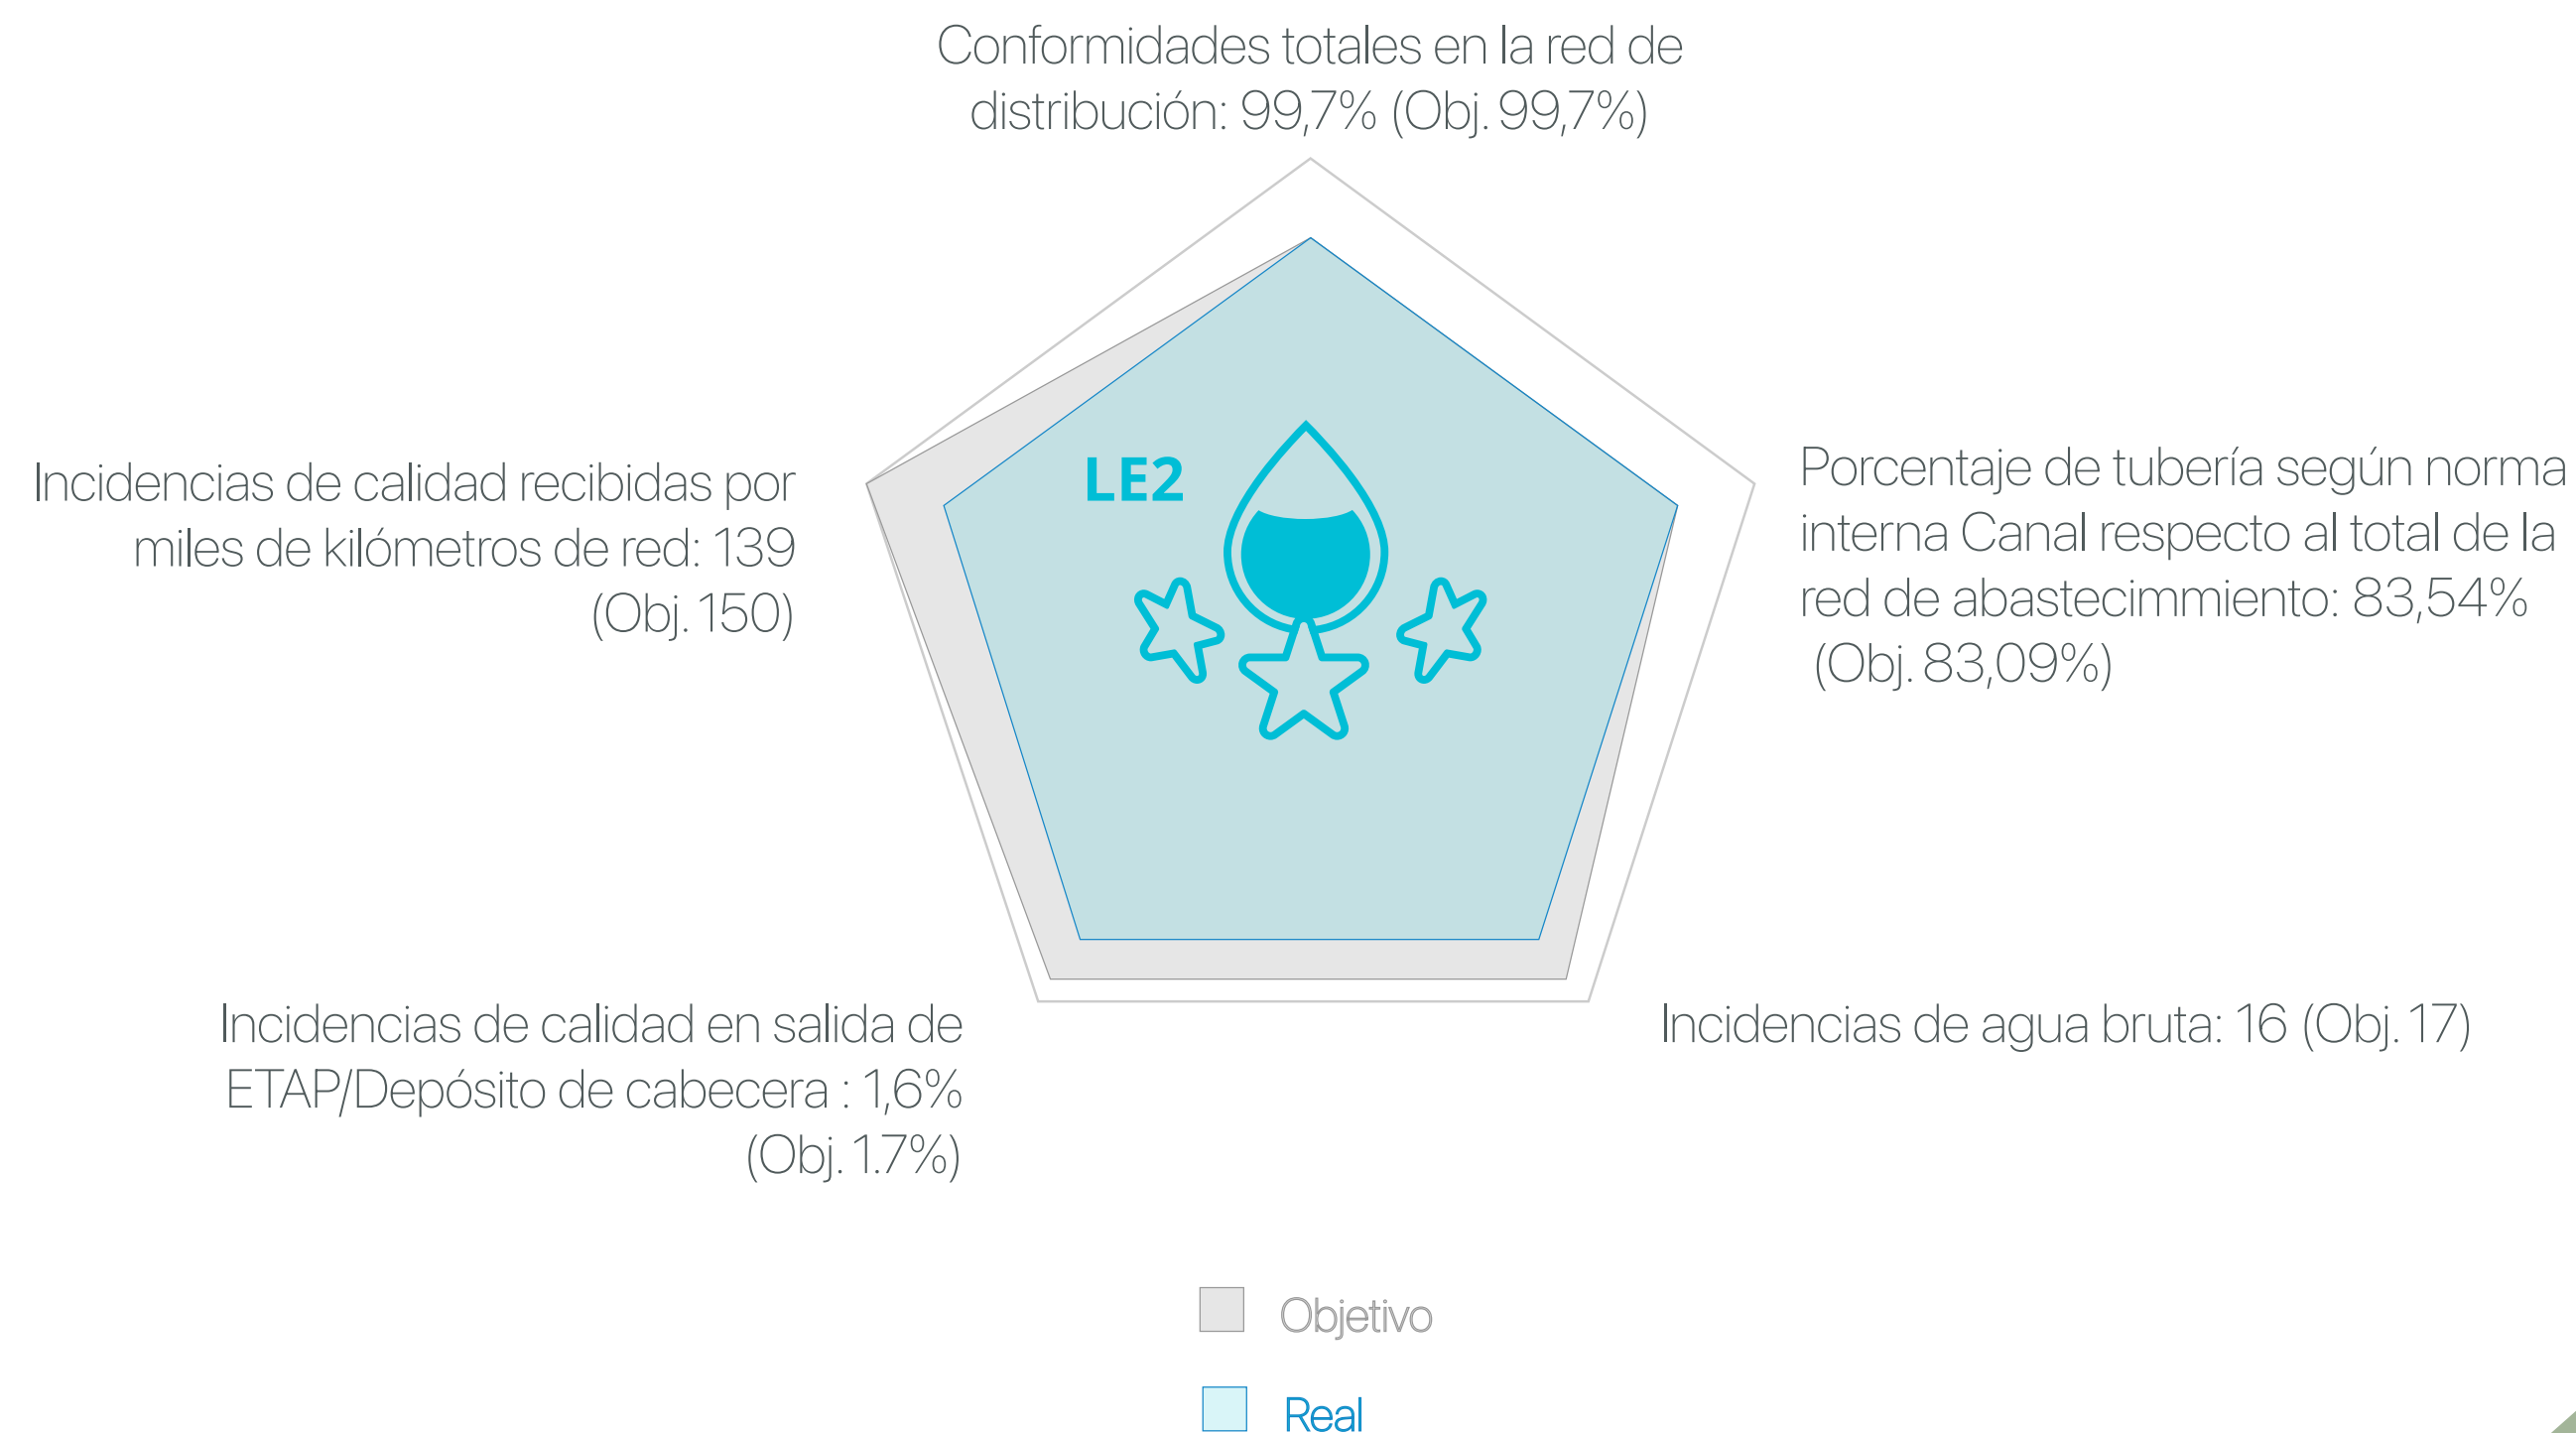 Conformidades totales en la red de
distribución: 99,7% (Obj. 99,7%)
Incidencias de calidad recibidas por
miles de kilómetros de red: 139
(Obj. 150)
LE2
Porcentaje de tubería según norma
interna Canal respecto al total de la
red de abastecimmiento: 83,54%
(Obj. 83,09%)
Incidencias de calidad en salida de
ETAP/Depósito de cabecera : 1,6%
(Obj. 1.7%)
Incidencias de agua bruta: 16 (Obj. 17)
Objetivo
Real